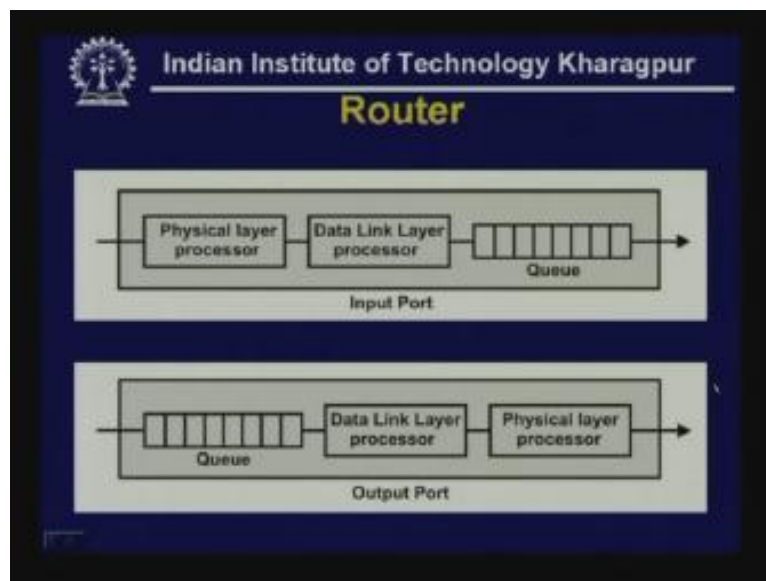 Indian Institute of Technology Kharagpur
Router
Physical layer
processor
Data Link Layer
processor
Queue
Input Port
Queue
Data Link Layer
processor
Physical layer
processor
Output Port